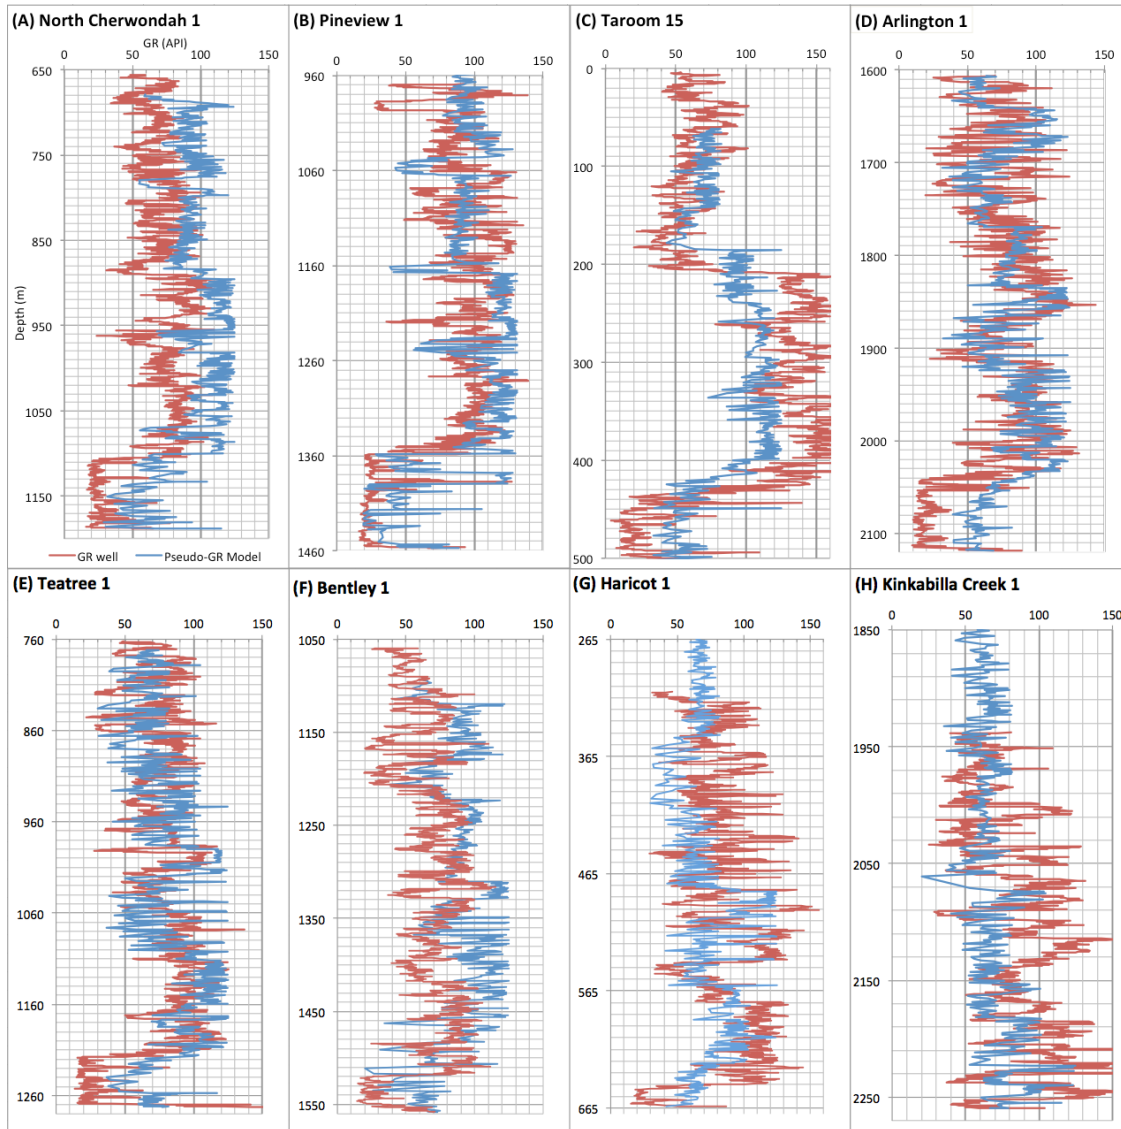 (A) North Cherwondah 1
GR (API)
0 50 100 150
650
750
850
950
1050
1150
Depth (m)
GR well Pseudo-GR Model
(B) Pineview 1
0 50 100 150
960
1060
1160
1260
1360
1460
(C) Taroom 15
0 50 100 150
0
100
200
300
400
500
(D) Arlington 1
0 50 100 150
1600
1700
1800
1900
2000
2100
(E) Teatree 1
0 50 100 150
760
860
960
1060
1160
1260
(F) Bentley 1
0 50 100 150
1050
1150
1250
1350
1450
1550
(G) Haricot 1
0 50 100 150
265
365
465
565
665
(H) Kinkabilla Creek 1
0 50 100 150
1850
1950
2050
2150
2250